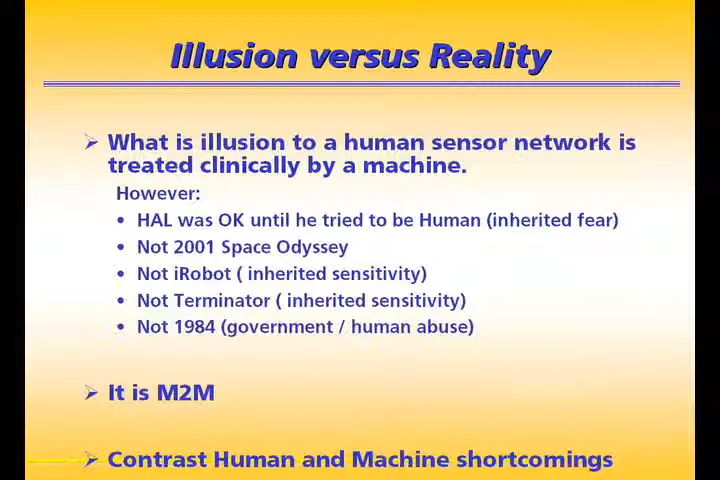 Illusion versus Reality
➢ What is illusion to a human sensor network is
treated clinically by a machine.
However:
• HAL was OK until he tried to be Human (inherited fear)
• Not 2001 Space Odyssey
• Not iRobot ( inherited sensitivity)
• Not Terminator ( inherited sensitivity)
• Not 1984 (government / human abuse)
➢ It is M2M
➢ Contrast Human and Machine shortcomings